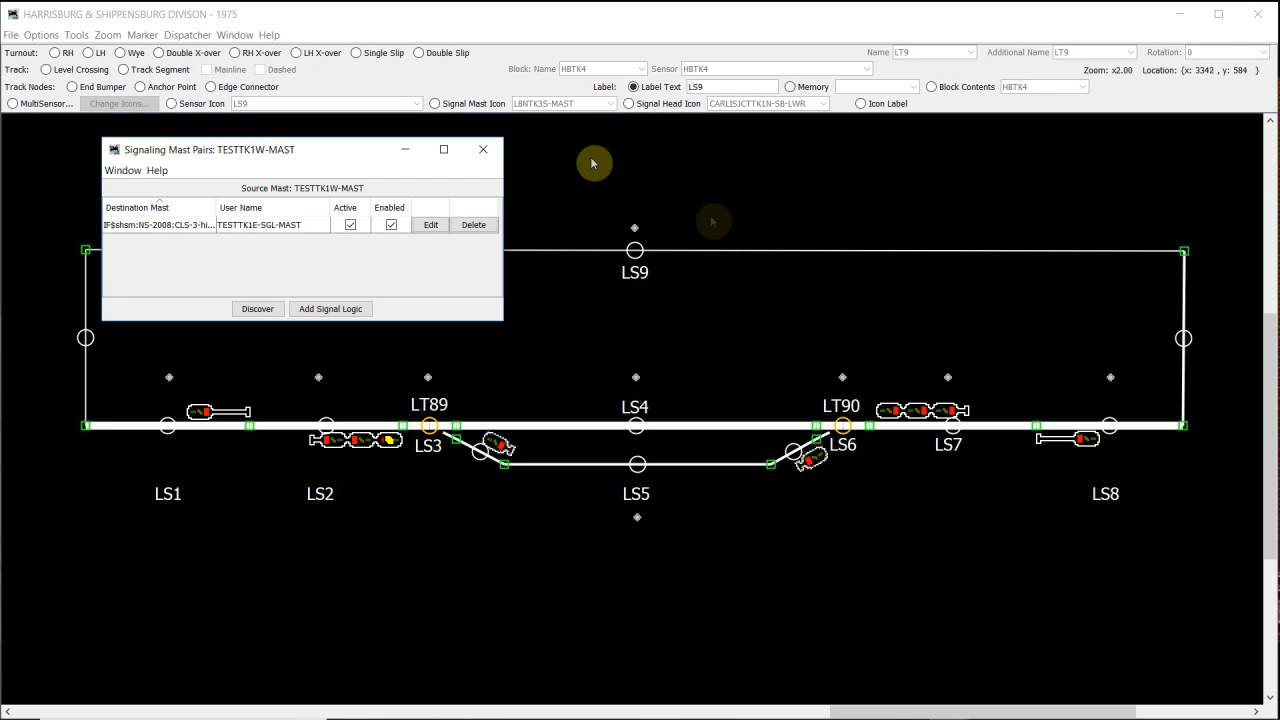 HARRISBURG & SHIPPENSBURG DIVISON - 1975
File Options Tools Zoom Marker Dispatcher Window Help
Turnout: RH LH Wye Double X-over RH X-over LH X-over Single Slip Double Slip Name LT9 Additional Name LT9 Rotation: 0
Track: Level Crossing Track Segment Mainline Dashed Block: Name HBTK4 Sensor HBTK4 Zoom: x2.00 Location: {x: 3342, y: 584 }
Track Nodes: End Bumper Anchor Point Edge Connector Label: Label Text LS9 Memory Block Contents HBTK4
MultiSensor... Change Icons... Sensor Icon LS9 Signal Mast Icon LBNTK3S-MAST Signal Head Icon CARLISJCTTK1N-SB-LWR Icon Label
Signaling Mast Pairs: TESTTK1W-MAST
Window Help
Source Mast: TESTTK1W-MAST
Destination Mast User Name Active Enabled
IF$shsm:NS-2008:CLS-3-hi... TESTTK1E-SGL-MAST Edit Delete
Discover Add Signal Logic
LS9
LT89 LS4 LT90
LS3 LS6 LS7
LS1 LS2 LS5 LS8